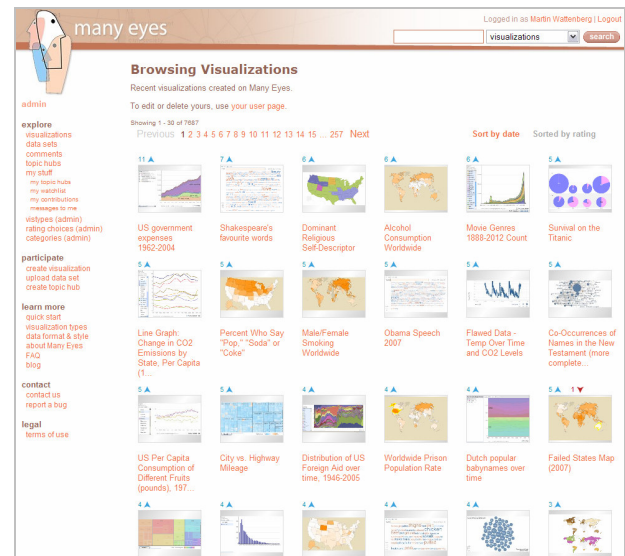 many eyes
Logged in as Martin Wattenberg | Logout
visualizations
search
admin
explore
visualizations
data sets
comments
topic hubs
my stuff
my topic hubs
my watchlist
my contributions
messages to me
vistypes (admin)
rating choices (admin)
categories (admin)
participate
create visualization
upload data set
create topic hub
learn more
quick start
visualization types
data format & style
about Many Eyes
FAQ
blog
contact
contact us
report a bug
legal
terms of use
Browsing Visualizations
Recent visualizations created on Many Eyes.
To edit or delete yours, use your user page.
Showing 1 - 30 of 7687
Previous 1 2 3 4 5 6 7 8 9 10 11 12 13 14 15 ... 257 Next
Sort by date Sorted by rating
11 7 6 6 6 5
US government
expenses
1962-2004
Shakespeare's
favourite words
Dominant
Religious
Self-Descriptor
Alcohol
Consumption
Worldwide
Movie Genres
1888-2012 Count
Survival on the
Titanic
5 5 5 5 5 5
Line Graph:
Change in CO2
Emissions by
State, Per Capita
(1...
Percent Who Say
"Pop," "Soda" or
"Coke"
Male/Female
Smoking
Worldwide
Obama Speech
2007
Flawed Data -
Temp Over Time
and CO2 Levels
Co-Occurrences of
Names in the New
Testament (more
complete...
5 5 4 4 4 5 1
US Per Capita
Consumption of
Different Fruits
(pounds), 197...
City vs. Highway
Mileage
Distribution of US
Foreign Aid over
time, 1946-2005
Worldwide Prison
Population Rate
Dutch popular
babynames over
time
Failed States Map
(2007)
4 4 4 4 4 3